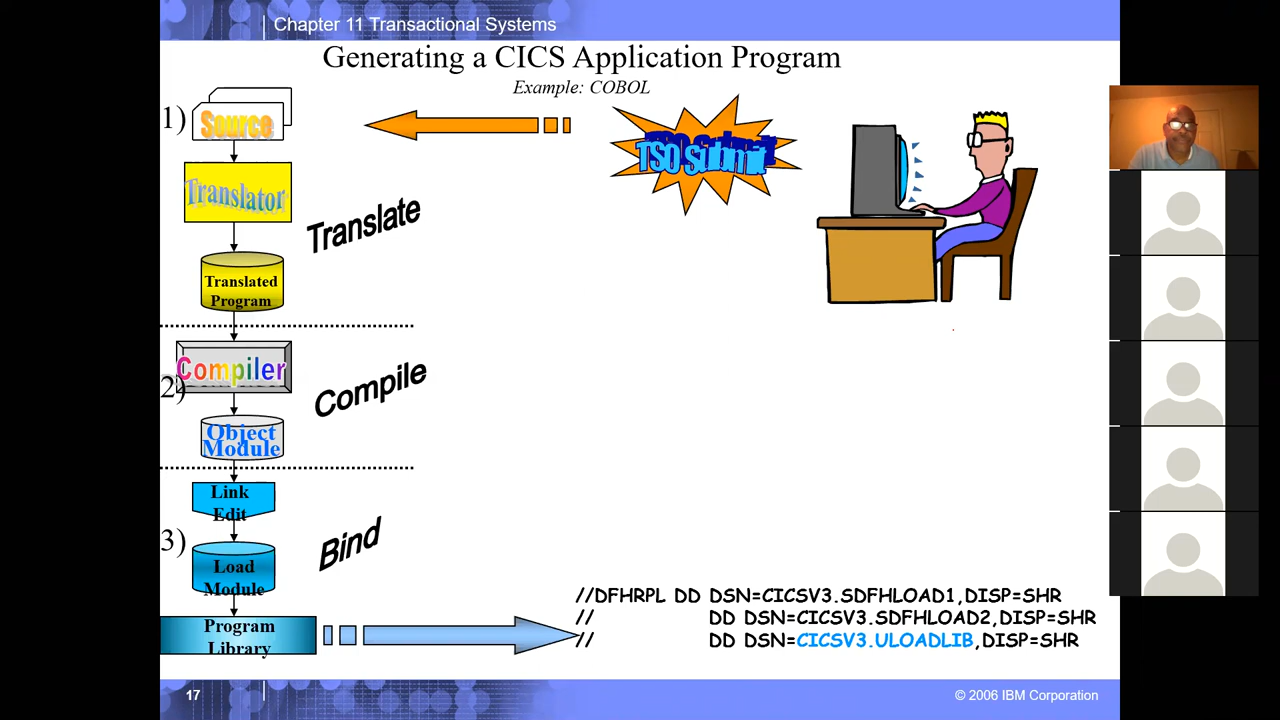 Chapter 11 Transactional Systems
Generating a CICS Application Program
Example: COBOL
1)
Source
TSO Submit
Translator
Translate
Translated
Program
Compiler
2)
Compile
Object
Module
Link
Edit
3)
Bind
Load
Module
Program
Library
//DFHRPL DD DSN=CICSV3.SDFHLOAD1,DISP=SHR
// DD DSN=CICSV3.SDFHLOAD2,DISP=SHR
// DD DSN=CICSV3.ULOADLIB,DISP=SHR
17
© 2006 IBM Corporation